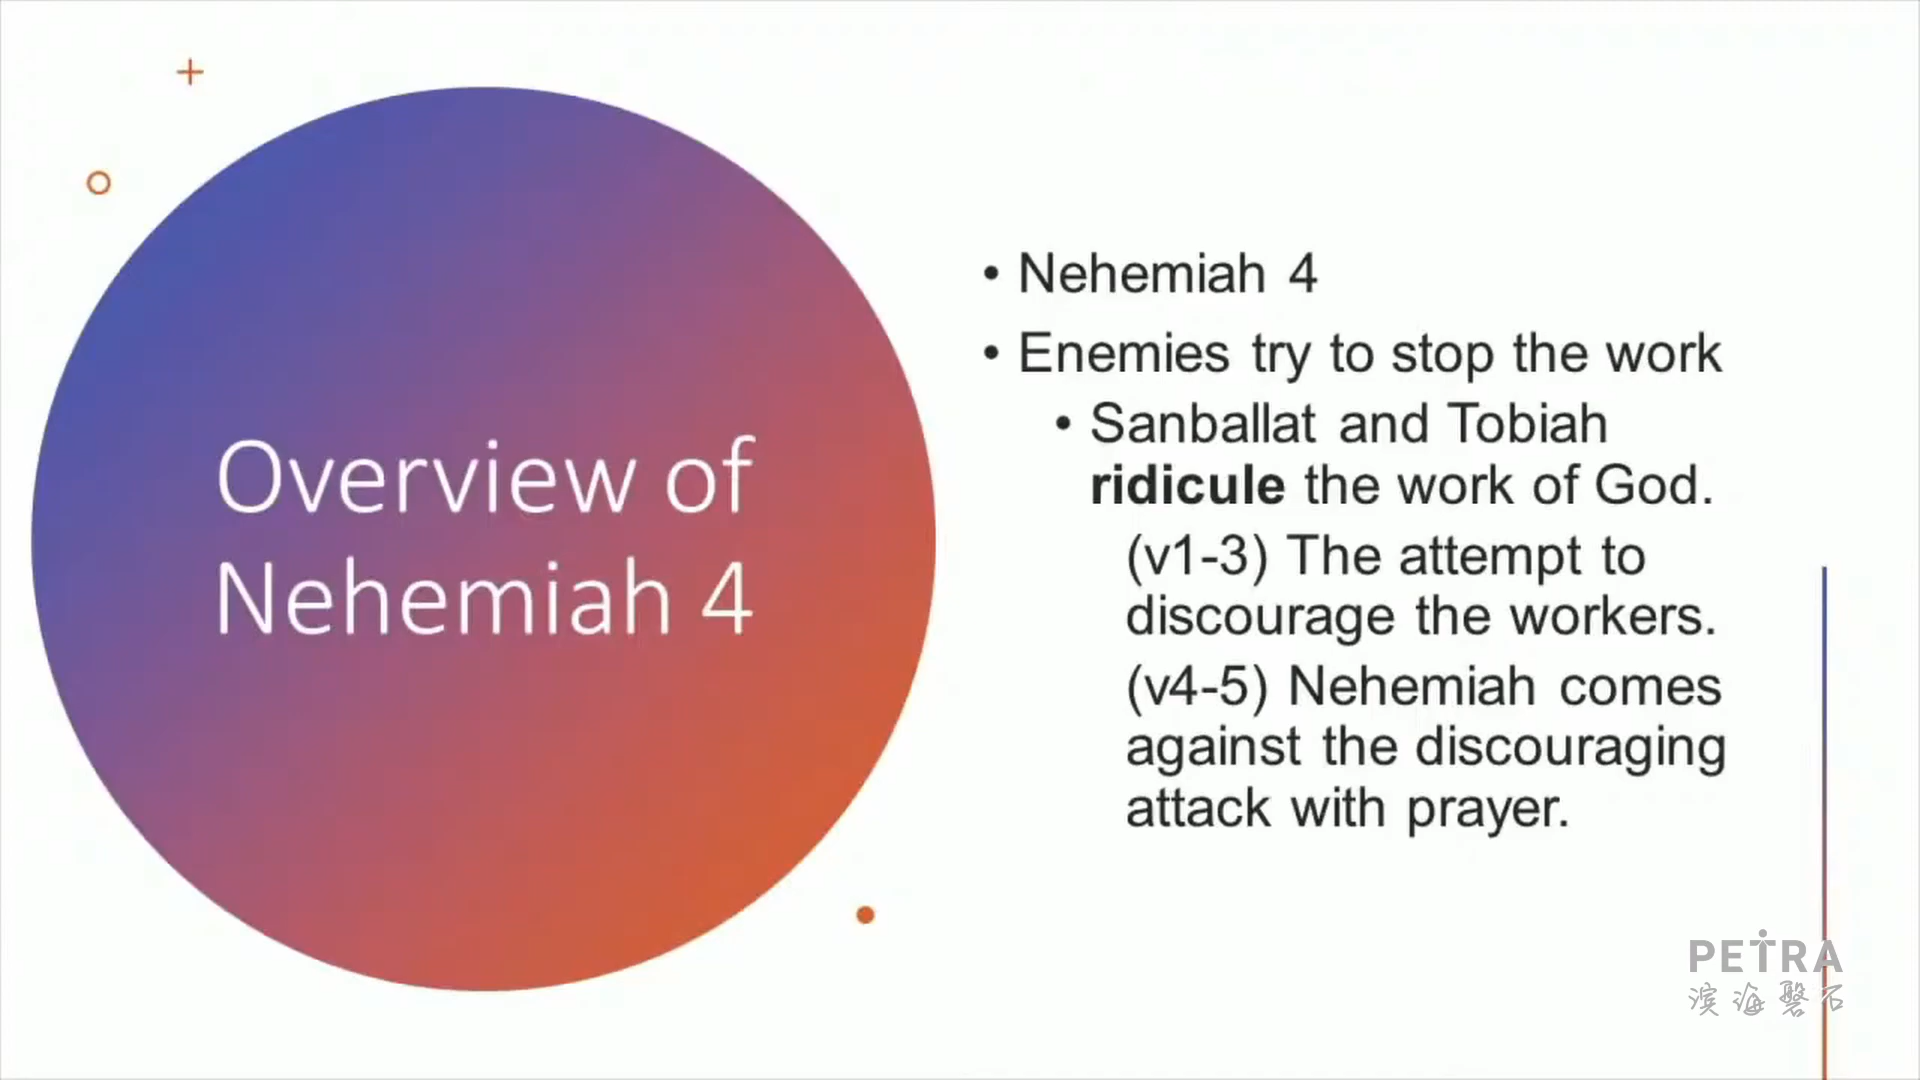 Overview of
Nehemiah 4
• Nehemiah 4
• Enemies try to stop the work
• Sanballat and Tobiah
ridicule the work of God.
(v1-3) The attempt to
discourage the workers.
(v4-5) Nehemiah comes
against the discouraging
attack with prayer.
PETRA
滨海磐石